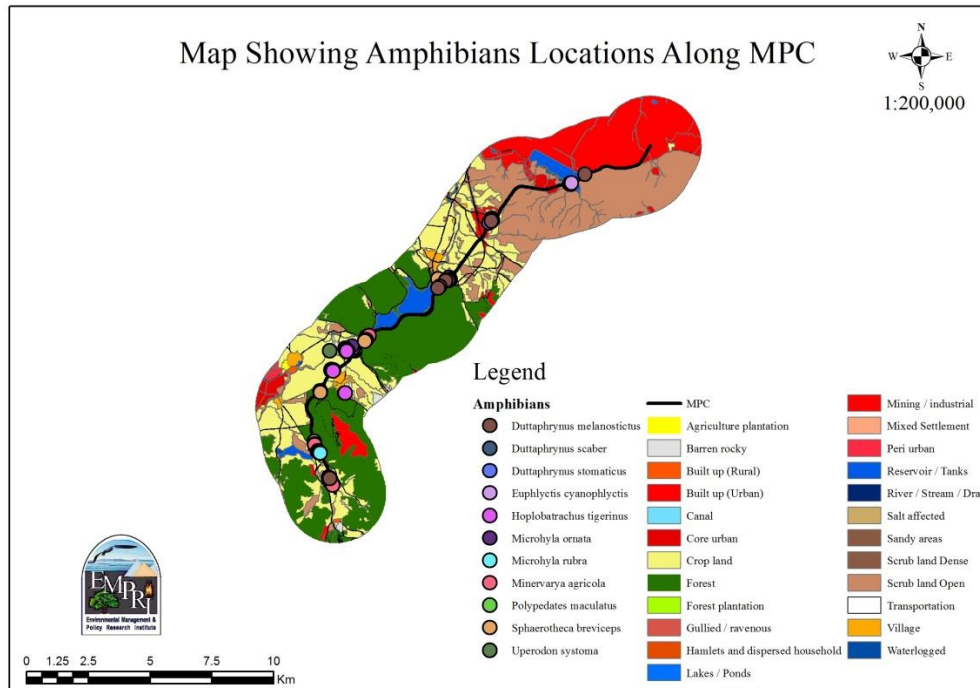 Map Showing Amphibians Locations Along MPC
N
W E
S
1:200,000
Legend
Amphibians
Duttaphrynus melanostictus
Duttaphrynus scaber
Duttaphrynus stomaticus
Euphlyctis cyanophlyctis
Hoplobatrachus tigerinus
Microhyla ornata
Microhyla rubra
Minervarya agricola
Polypedates maculatus
Sphaerotheca breviceps
Uperodon systoma
MPC
Agriculture plantation
Barren rocky
Built up (Rural)
Built up (Urban)
Canal
Core urban
Crop land
Forest
Forest plantation
Gullied / ravenous
Hamlets and dispersed household
Lakes / Ponds
Mining / industrial
Mixed Settlement
Peri urban
Reservoir / Tanks
River / Stream / Dra
Salt affected
Sandy areas
Scrub land Dense
Scrub land Open
Transportation
Village
Waterlogged
EMPRI
Environmental Management &
Policy Research Institute
0 1.25 2.5 5 7.5 10
Km